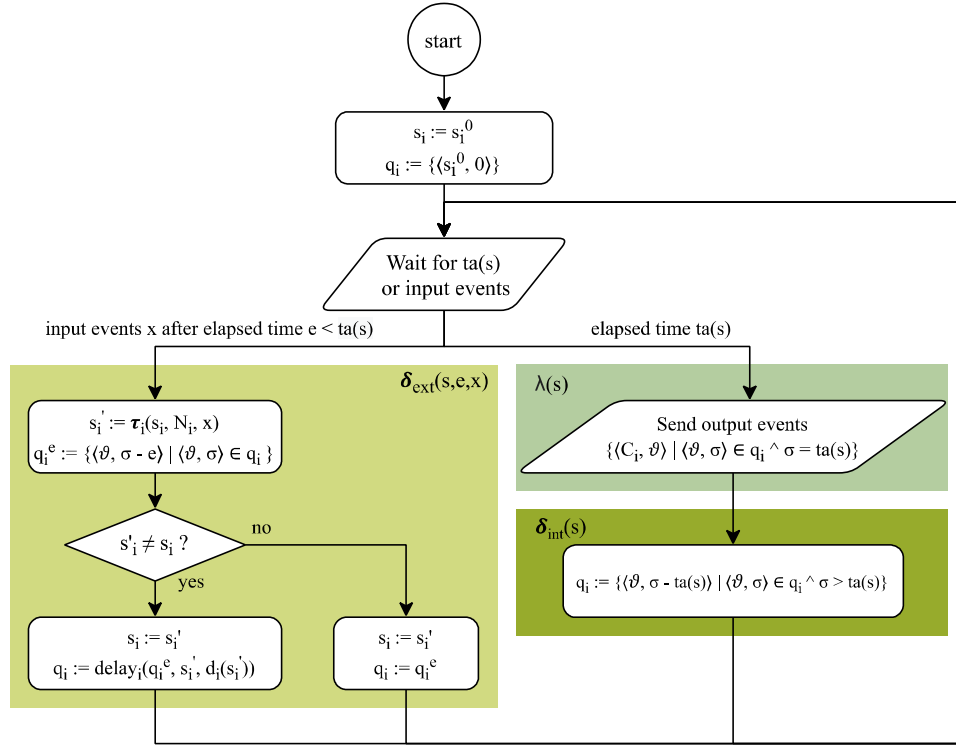 start
sᵢ := sᵢ⁰
qᵢ := {⟨sᵢ⁰, 0⟩}
Wait for ta(s)
or input events
input events x after elapsed time e < ta(s)
elapsed time ta(s)
δₑₓₜ(s,e,x)
sᵢ' := τᵢ(sᵢ, Nᵢ, x)
qᵢᵉ := {⟨ϑ, σ - e⟩ | ⟨ϑ, σ⟩ ∈ qᵢ }
s'ᵢ ≠ sᵢ ?
no
yes
sᵢ := sᵢ'
qᵢ := delayᵢ(qᵢᵉ, sᵢ', dᵢ(sᵢ'))
sᵢ := sᵢ'
qᵢ := qᵢᵉ
λ(s)
Send output events
{⟨Cᵢ, ϑ⟩ | ⟨ϑ, σ⟩ ∈ qᵢ ^ σ = ta(s)}
δᵢₙₜ(s)
qᵢ := {⟨ϑ, σ - ta(s)⟩ | ⟨ϑ, σ⟩ ∈ qᵢ ^ σ > ta(s)}